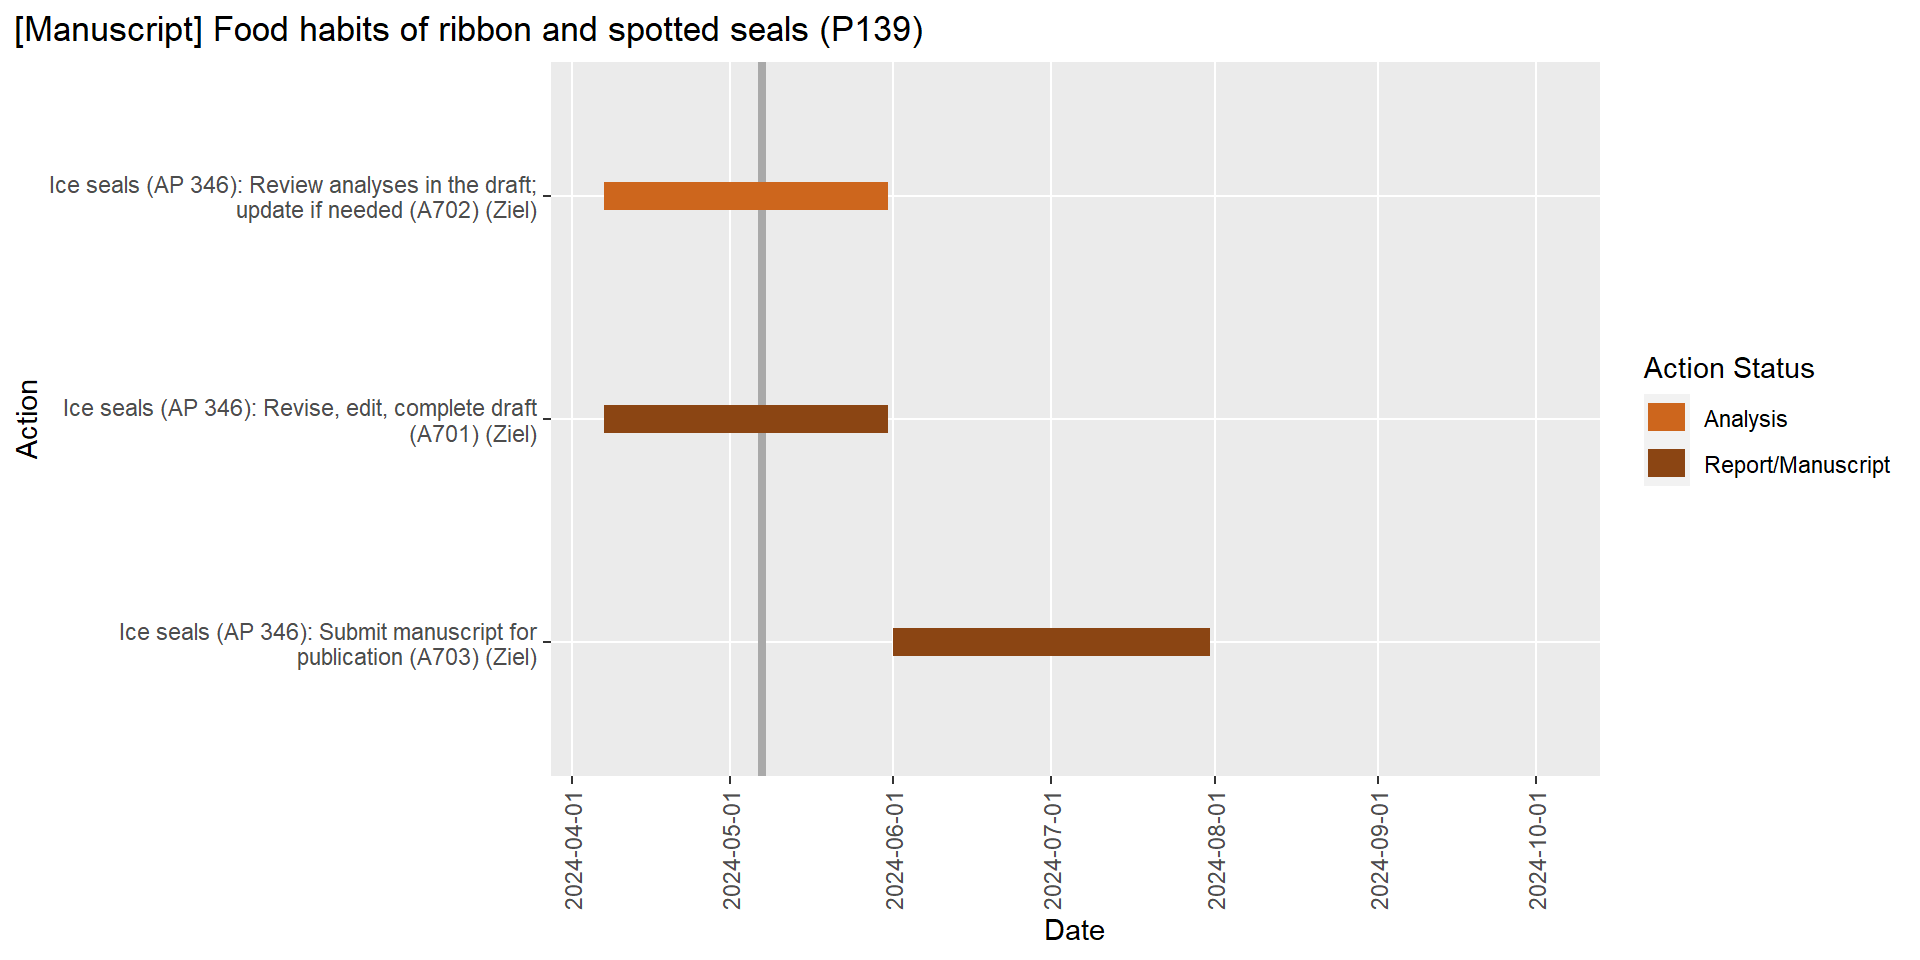 [Manuscript] Food habits of ribbon and spotted seals (P139)
Ice seals (AP 346): Review analyses in the draft;
update if needed (A702) (Ziel)
Ice seals (AP 346): Revise, edit, complete draft
(A701) (Ziel)
Ice seals (AP 346): Submit manuscript for
publication (A703) (Ziel)
Action
2024-04-01
2024-05-01
2024-06-01
2024-07-01
2024-08-01
2024-09-01
2024-10-01
Date
Action Status
Analysis
Report/Manuscript